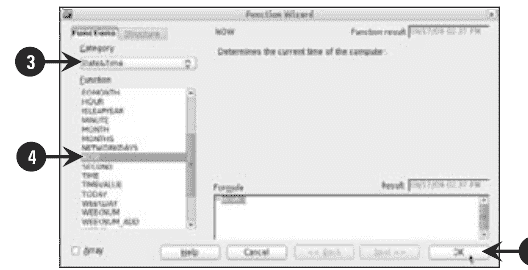 Function Wizard
Functions Structure
NOW
Function result
Category
Date&Time
Determines the current time of the computer.
3
Function
EOMONTH
HOUR
ISLEAPYEAR
MINUTE
MONTH
MONTHS
NETWORKDAYS
4
SECOND
TIME
TIMEVALUE
TODAY
WEEKDAY
WEEKNUM
WEEKNUM_ADD
Formula
Result
Array
Help
Cancel
<< Back
Next >>
OK